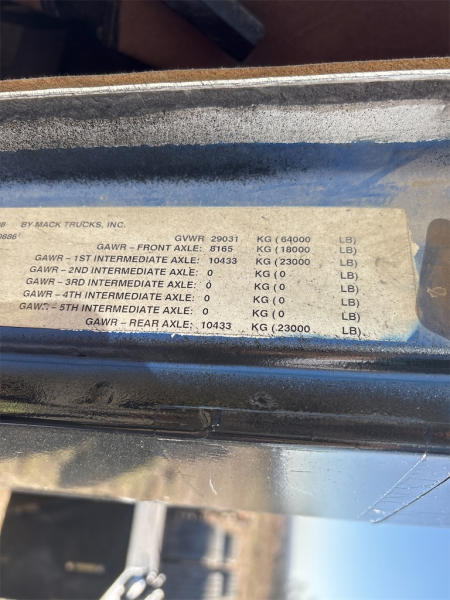 8 BY MACK TRUCKS, INC.
0886 GVWR 29031 KG ( 64000 LB)
GAWR – FRONT AXLE: 8165 KG ( 18000 LB)
GAWR – 1ST INTERMEDIATE AXLE: 10433 KG ( 23000 LB)
GAWR – 2ND INTERMEDIATE AXLE: 0 KG ( 0 LB)
GAWR – 3RD INTERMEDIATE AXLE: 0 KG ( 0 LB)
GAWR – 4TH INTERMEDIATE AXLE: 0 KG ( 0 LB)
GAWR – 5TH INTERMEDIATE AXLE: 0 KG ( 0 LB)
GAWR – REAR AXLE: 10433 KG ( 23000 LB)